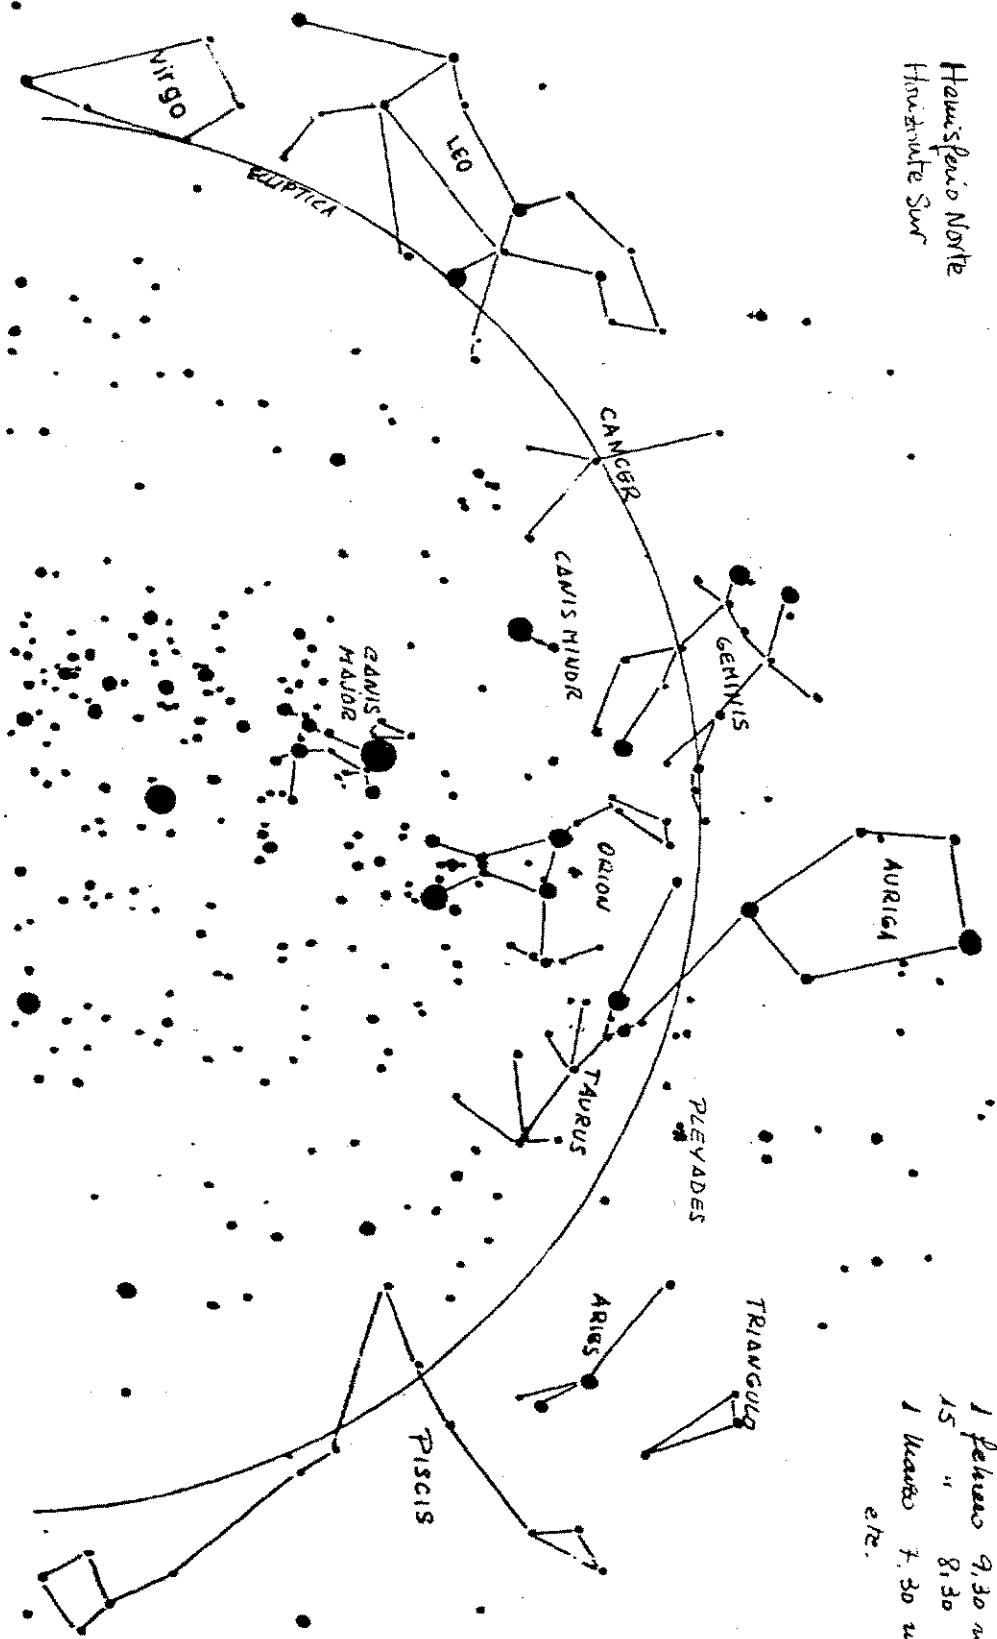 Hemisferio Norte
Horizonte Sur
1 febrero 9,30
15 " 8,30
1 marzo 7,30
etc.
Virgo
LEO
ECLIPTICA
CANCER
CANIS MINOR
GEMINIS
CANIS
MAJOR
ORION
AURIGA
TAURUS
PLEYADES
ARIES
TRIANGULO
PISCIS